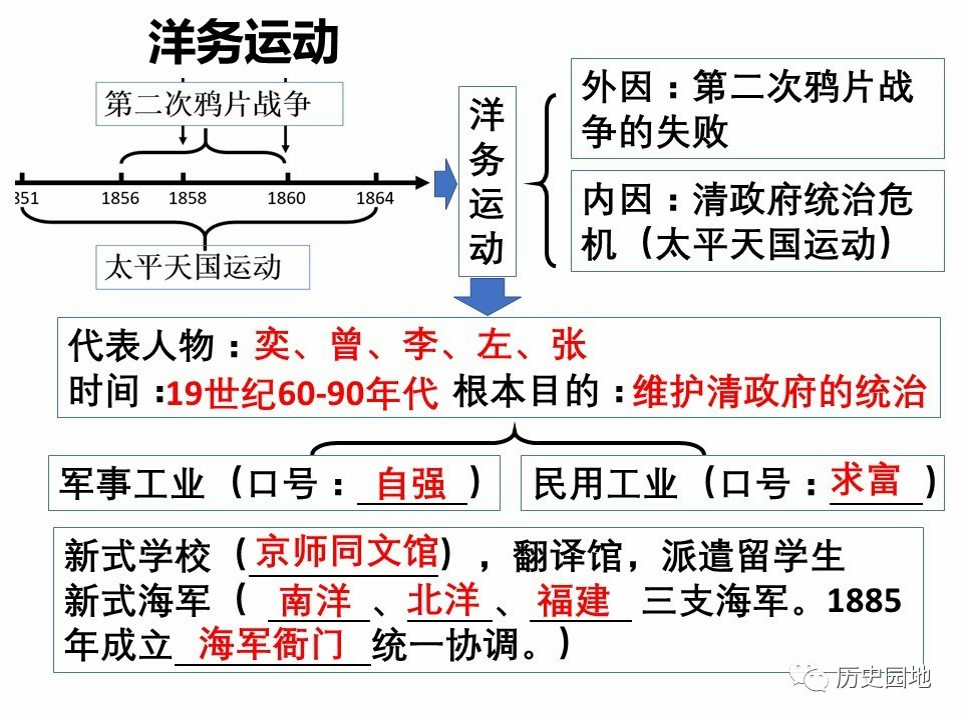 洋务运动
第二次鸦片战争
851 1856 1858 1860 1864
太平天国运动
洋务运动
外因：第二次鸦片战
争的失败
内因：清政府统治危
机（太平天国运动）
代表人物：奕、曾、李、左、张
时间：19世纪60-90年代 根本目的：维护清政府的统治
军事工业（口号：自强）
民用工业（口号：求富）
新式学校（京师同文馆），翻译馆，派遣留学生
新式海军（ 南洋 、北洋 、 福建 三支海军。1885
年成立 海军衙门 统一协调。）
历史园地